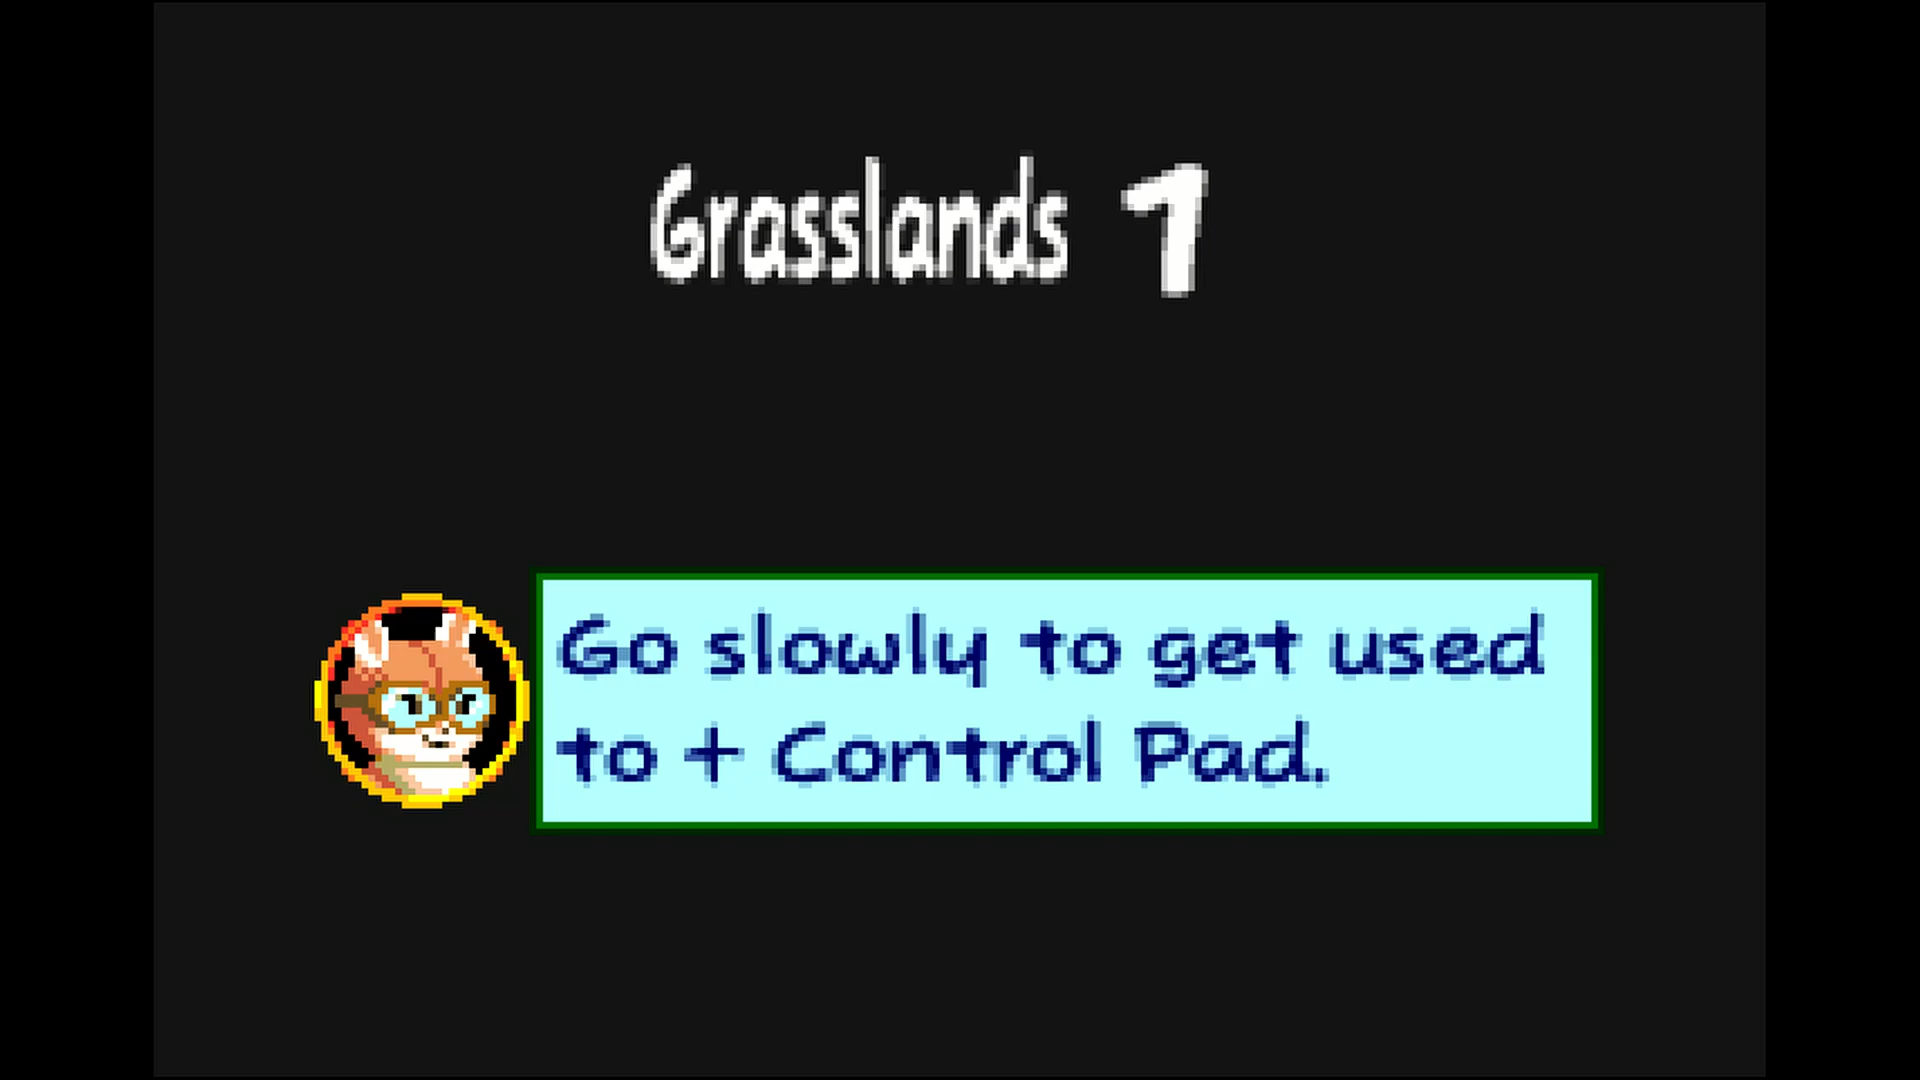 Grasslands 1
Go slowly to get used
to + Control Pad.